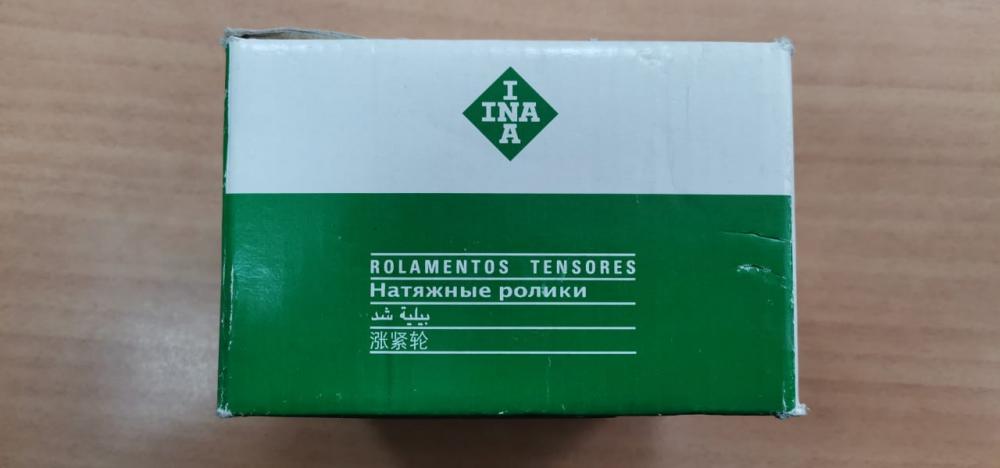 I
INA
A
ROLAMENTOS TENSORES
Натяжные ролики
بيلية شد
涨紧轮